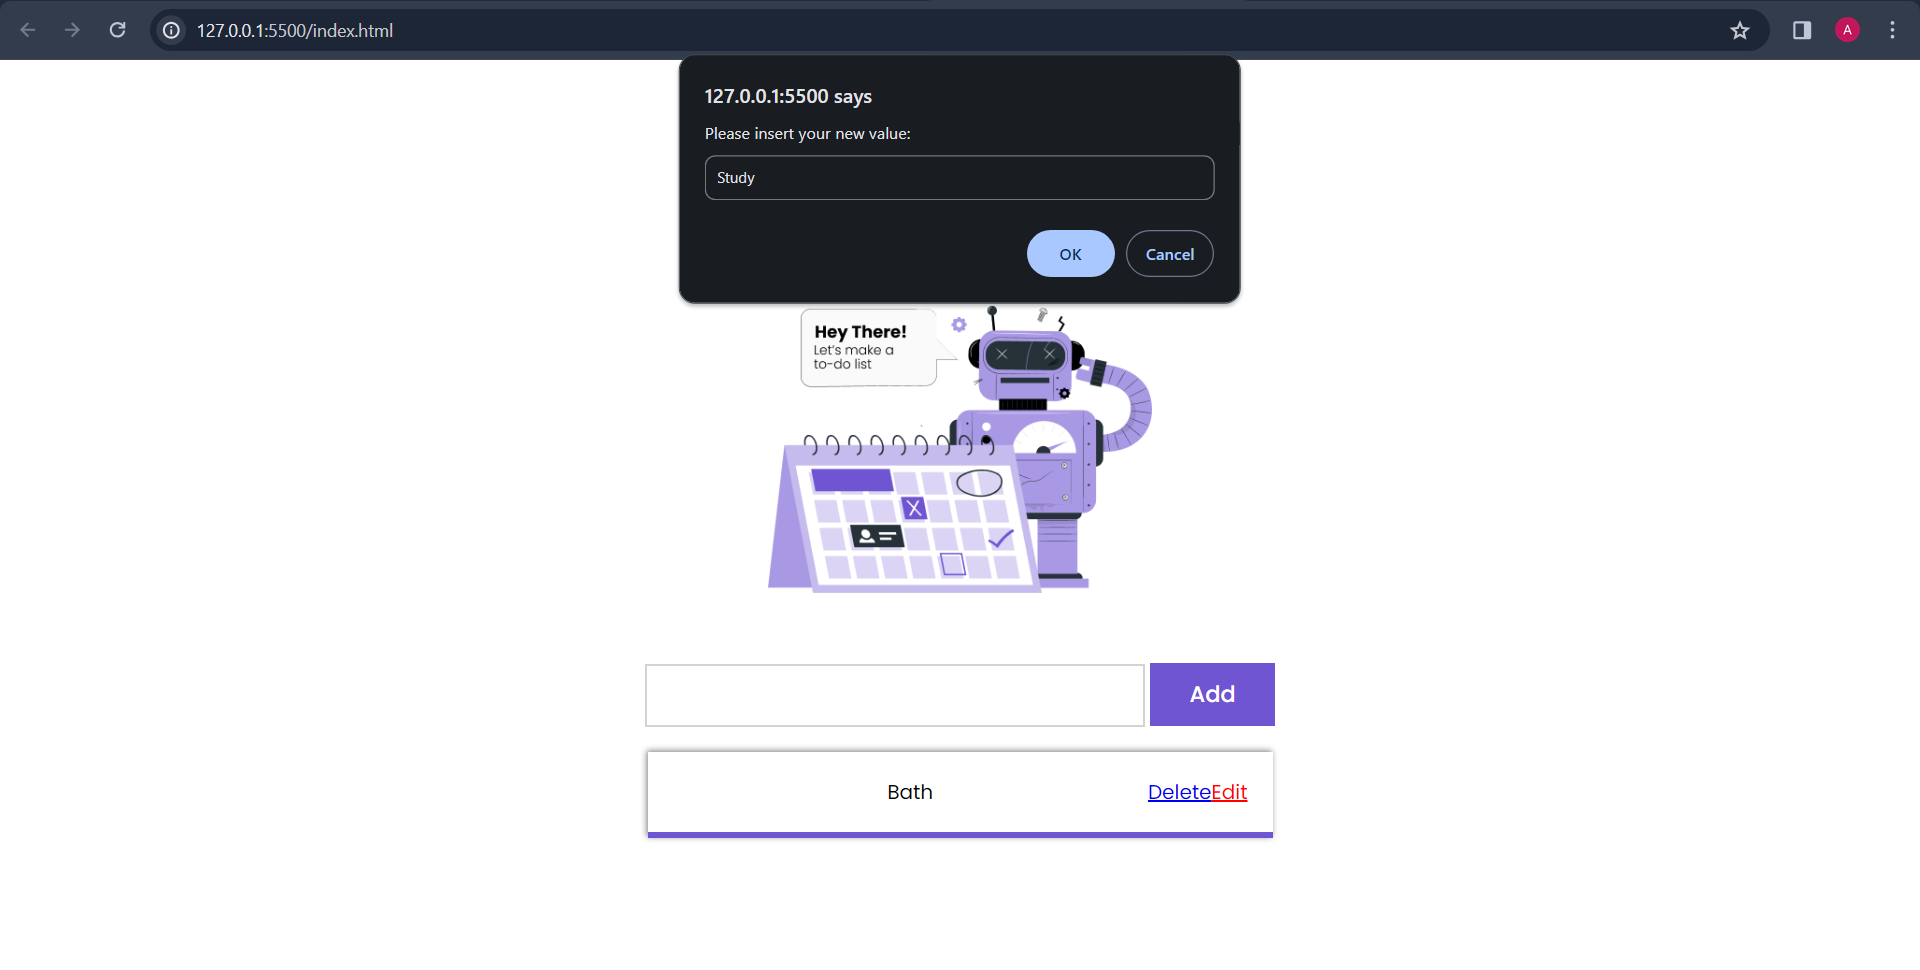 127.0.0.1:5500/index.html
A
127.0.0.1:5500 says
Please insert your new value:
Study
OK Cancel
Hey There!
Let's make a
to-do list
Add
Bath DeleteEdit